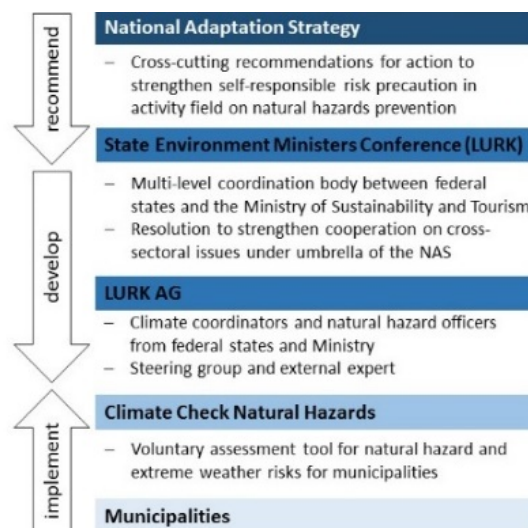 recommend
National Adaptation Strategy
– Cross-cutting recommendations for action to
strengthen self-responsible risk precaution in
activity field on natural hazards prevention
State Environment Ministers Conference (LURK)
– Multi-level coordination body between federal
states and the Ministry of Sustainability and Tourism
– Resolution to strengthen cooperation on cross-
sectoral issues under umbrella of the NAS
develop
LURK AG
– Climate coordinators and natural hazard officers
from federal states and Ministry
– Steering group and external expert
implement
Climate Check Natural Hazards
– Voluntary assessment tool for natural hazard and
extreme weather risks for municipalities
Municipalities